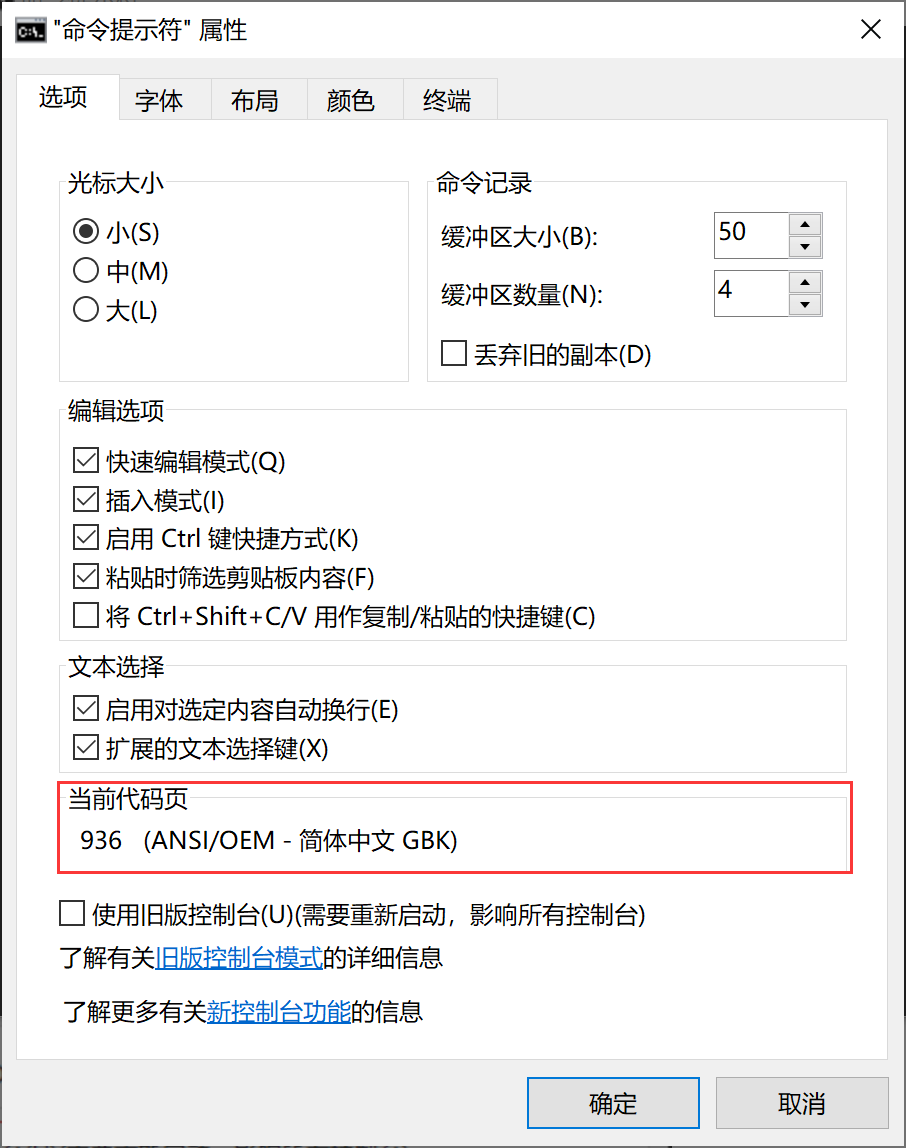 "命令提示符" 属性
选项 字体 布局 颜色 终端
光标大小
小(S)
中(M)
大(L)
命令记录
缓冲区大小(B): 50
缓冲区数量(N): 4
丢弃旧的副本(D)
编辑选项
快速编辑模式(Q)
插入模式(I)
启用 Ctrl 键快捷方式(K)
粘贴时筛选剪贴板内容(F)
将 Ctrl+Shift+C/V 用作复制/粘贴的快捷键(C)
文本选择
启用对选定内容自动换行(E)
扩展的文本选择键(X)
当前代码页
936 (ANSI/OEM - 简体中文 GBK)
使用旧版控制台(U)(需要重新启动，影响所有控制台)
了解有关旧版控制台模式的详细信息
了解更多有关新控制台功能的信息
确定 取消